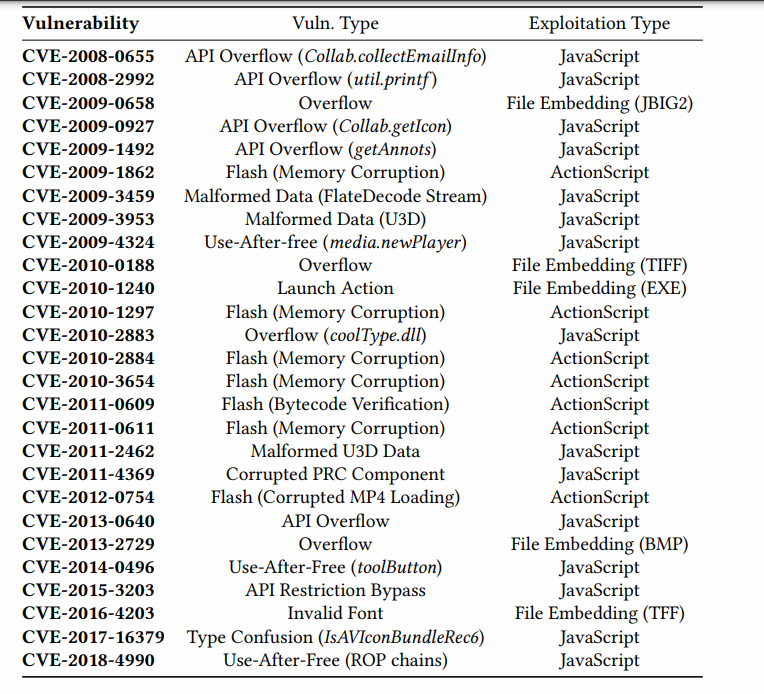 Vulnerability Vuln. Type Exploitation Type
CVE-2008-0655 API Overflow (Collab.collectEmailInfo) JavaScript
CVE-2008-2992 API Overflow (util.printf) JavaScript
CVE-2009-0658 Overflow File Embedding (JBIG2)
CVE-2009-0927 API Overflow (Collab.getIcon) JavaScript
CVE-2009-1492 API Overflow (getAnnots) JavaScript
CVE-2009-1862 Flash (Memory Corruption) ActionScript
CVE-2009-3459 Malformed Data (FlateDecode Stream) JavaScript
CVE-2009-3953 Malformed Data (U3D) JavaScript
CVE-2009-4324 Use-After-free (media.newPlayer) JavaScript
CVE-2010-0188 Overflow File Embedding (TIFF)
CVE-2010-1240 Launch Action File Embedding (EXE)
CVE-2010-1297 Flash (Memory Corruption) ActionScript
CVE-2010-2883 Overflow (coolType.dll) JavaScript
CVE-2010-2884 Flash (Memory Corruption) ActionScript
CVE-2010-3654 Flash (Memory Corruption) ActionScript
CVE-2011-0609 Flash (Bytecode Verification) ActionScript
CVE-2011-0611 Flash (Memory Corruption) ActionScript
CVE-2011-2462 Malformed U3D Data JavaScript
CVE-2011-4369 Corrupted PRC Component JavaScript
CVE-2012-0754 Flash (Corrupted MP4 Loading) ActionScript
CVE-2013-0640 API Overflow JavaScript
CVE-2013-2729 Overflow File Embedding (BMP)
CVE-2014-0496 Use-After-Free (toolButton) JavaScript
CVE-2015-3203 API Restriction Bypass JavaScript
CVE-2016-4203 Invalid Font File Embedding (TFF)
CVE-2017-16379 Type Confusion (IsAVIconBundleRec6) JavaScript
CVE-2018-4990 Use-After-Free (ROP chains) JavaScript